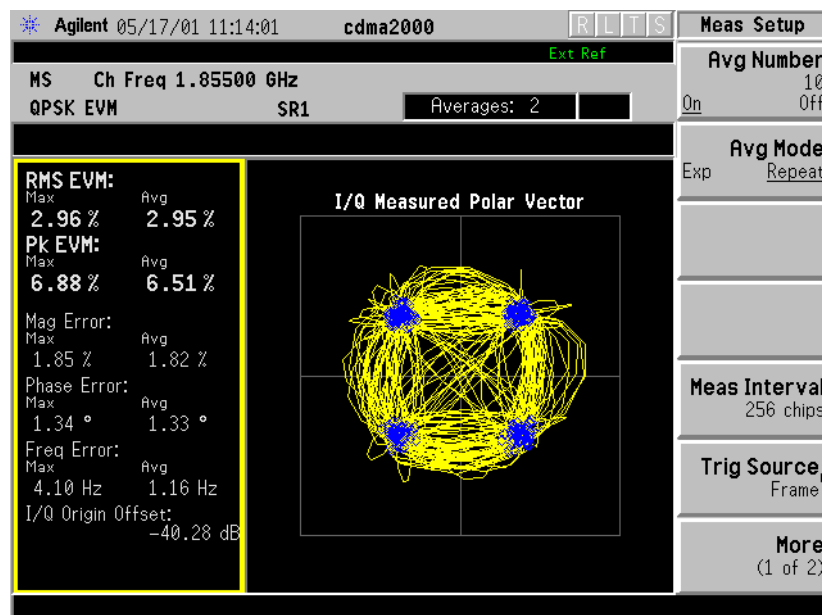 Agilent 05/17/01 11:14:01 cdma2000 R L T S
Ext Ref
MS Ch Freq 1.85500 GHz
QPSK EVM SR1 Averages: 2
RMS EVM:
Max Avg
2.96 % 2.95 %
Pk EVM:
Max Avg
6.88 % 6.51 %
Mag Error:
Max Avg
1.85 % 1.82 %
Phase Error:
Max Avg
1.34 ° 1.33 °
Freq Error:
Max Avg
4.10 Hz 1.16 Hz
I/Q Origin Offset:
-40.28 dB
I/Q Measured Polar Vector
Meas Setup
Avg Number
10
On Off
Avg Mode
Exp Repeat
Meas Interval
256 chips
Trig Source
Frame
More
(1 of 2)